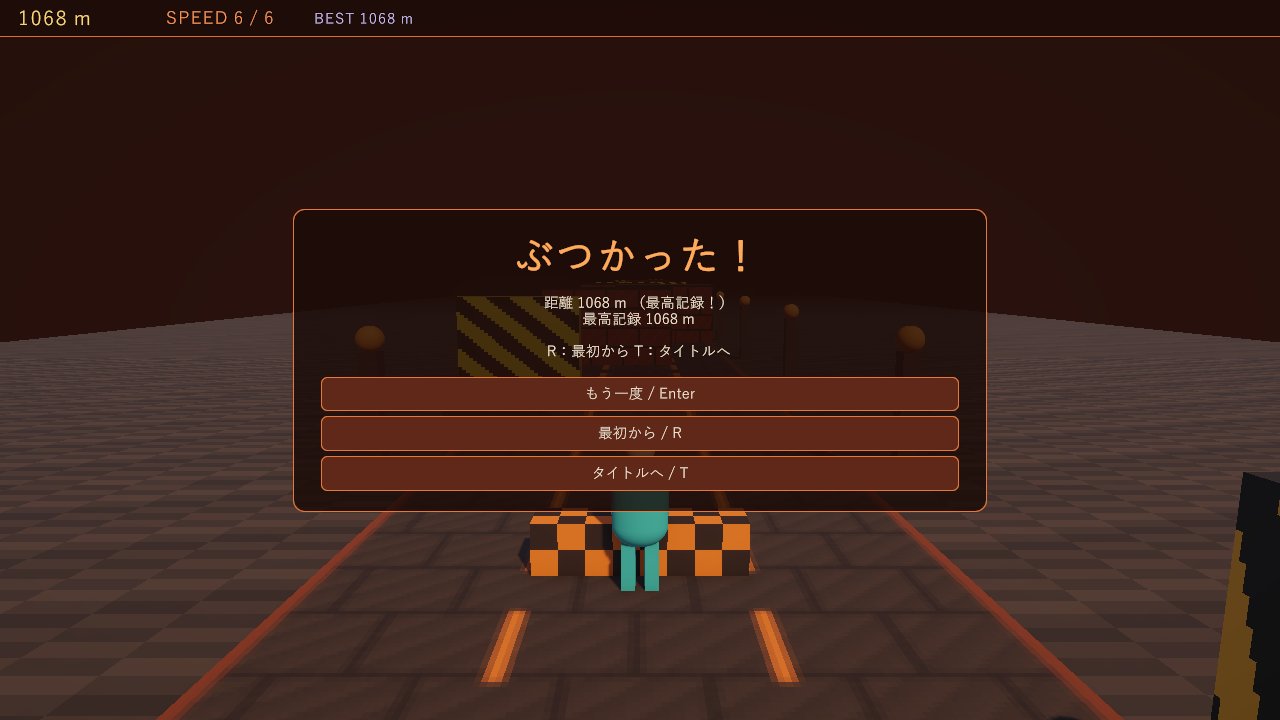 1068 m SPEED 6 / 6 BEST 1068 m
ぶつかった！
距離 1068 m （最高記録！）
最高記録 1068 m
R：最初から T：タイトルへ
もう一度 / Enter
最初から / R
タイトルへ / T